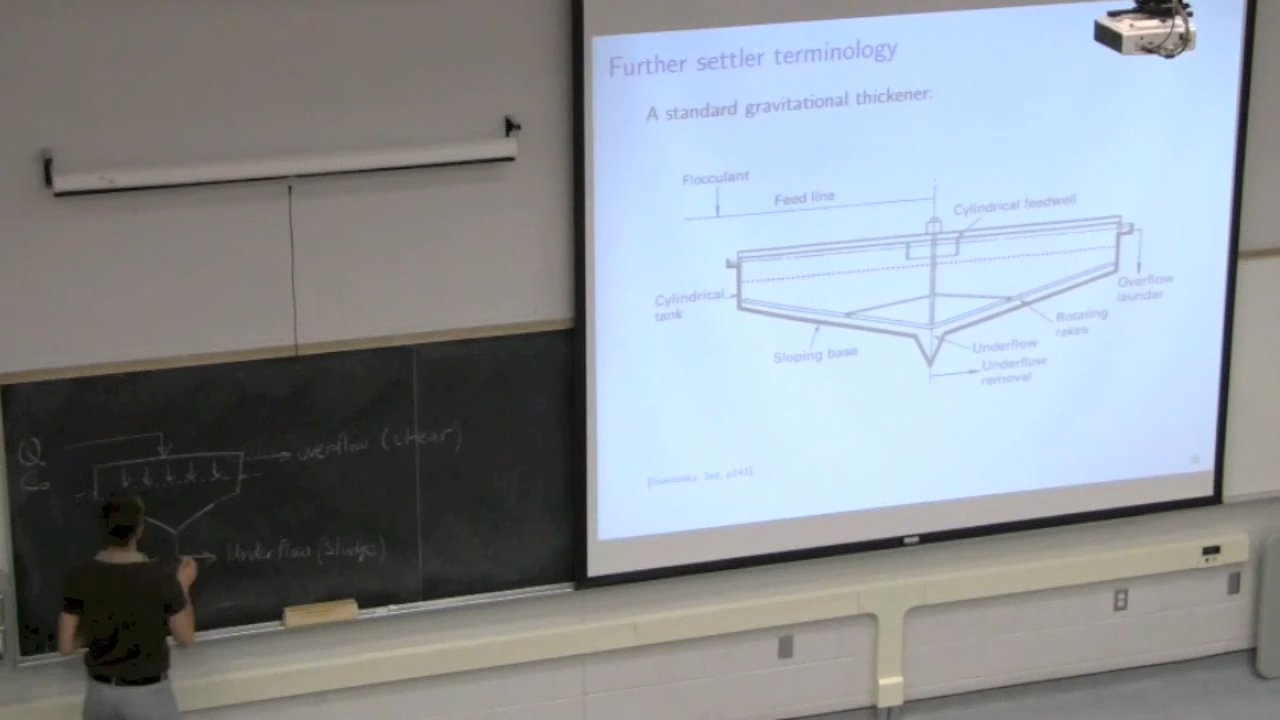 Further settler terminology
A standard gravitational thickener:
Flocculant
Feed line
Cylindrical feedwell
Cylindrical
tank
Overflow
launder
Rotating
rakes
Sloping base
Underflow
Underflow
removal
Q
C₀
overflow (clear)
Underflow (Sludge)